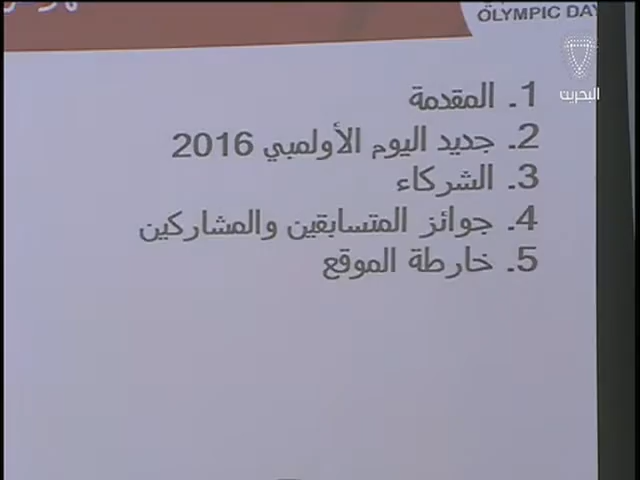 OLYMPIC DAY
البحرين
1. المقدمة
2. جديد اليوم الأولمبي 2016
3. الشركاء
4. جوائز المتسابقين والمشاركين
5. خارطة الموقع